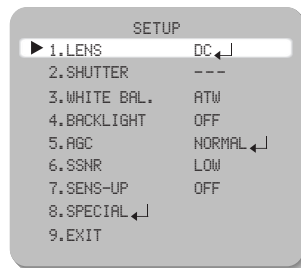 SETUP
▶ 1.LENS DC↵
2.SHUTTER ---
3.WHITE BAL. ATW
4.BACKLIGHT OFF
5.AGC NORMAL↵
6.SSNR LOW
7.SENS-UP OFF
8.SPECIAL↵
9.EXIT